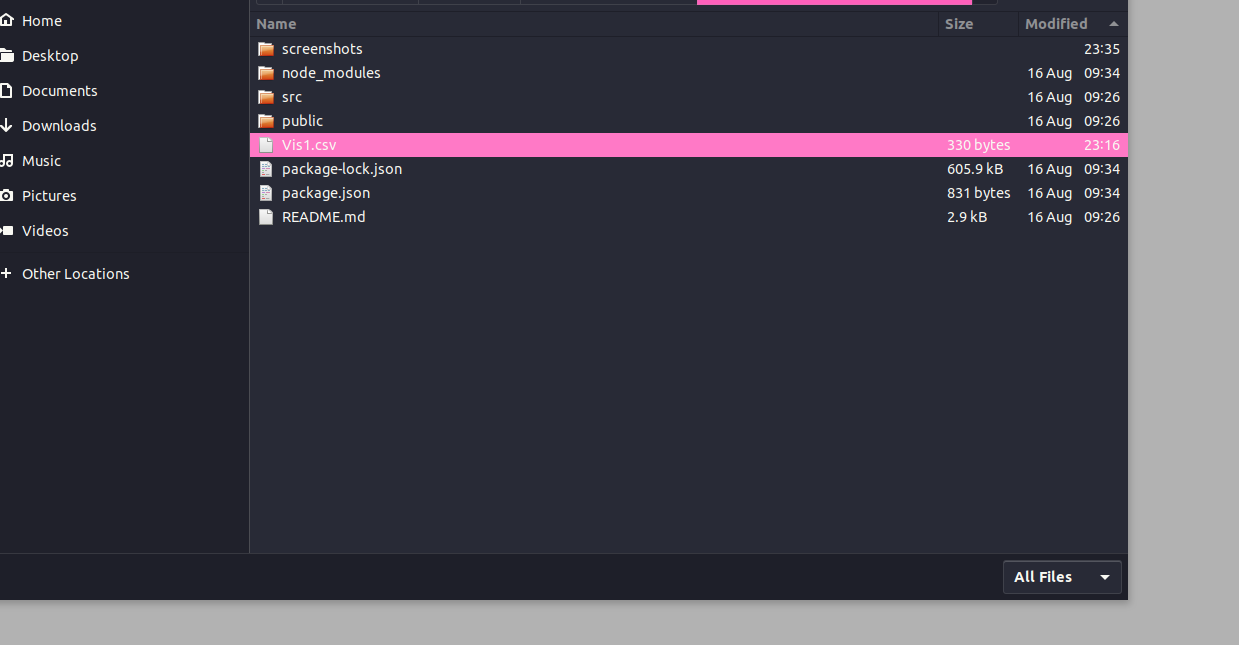 Home
Desktop
Documents
Downloads
Music
Pictures
Videos
Other Locations
Name Size Modified
screenshots 23:35
node_modules 16 Aug 09:34
src 16 Aug 09:26
public 16 Aug 09:26
Vis1.csv 330 bytes 23:16
package-lock.json 605.9 kB 16 Aug 09:34
package.json 831 bytes 16 Aug 09:34
README.md 2.9 kB 16 Aug 09:26
All Files